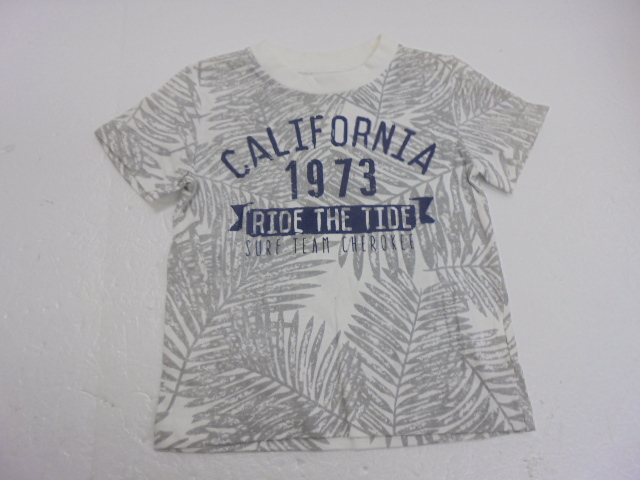 CALIFORNIA
1973
RIDE THE TIDE
SURF TEAM CHEROKEE